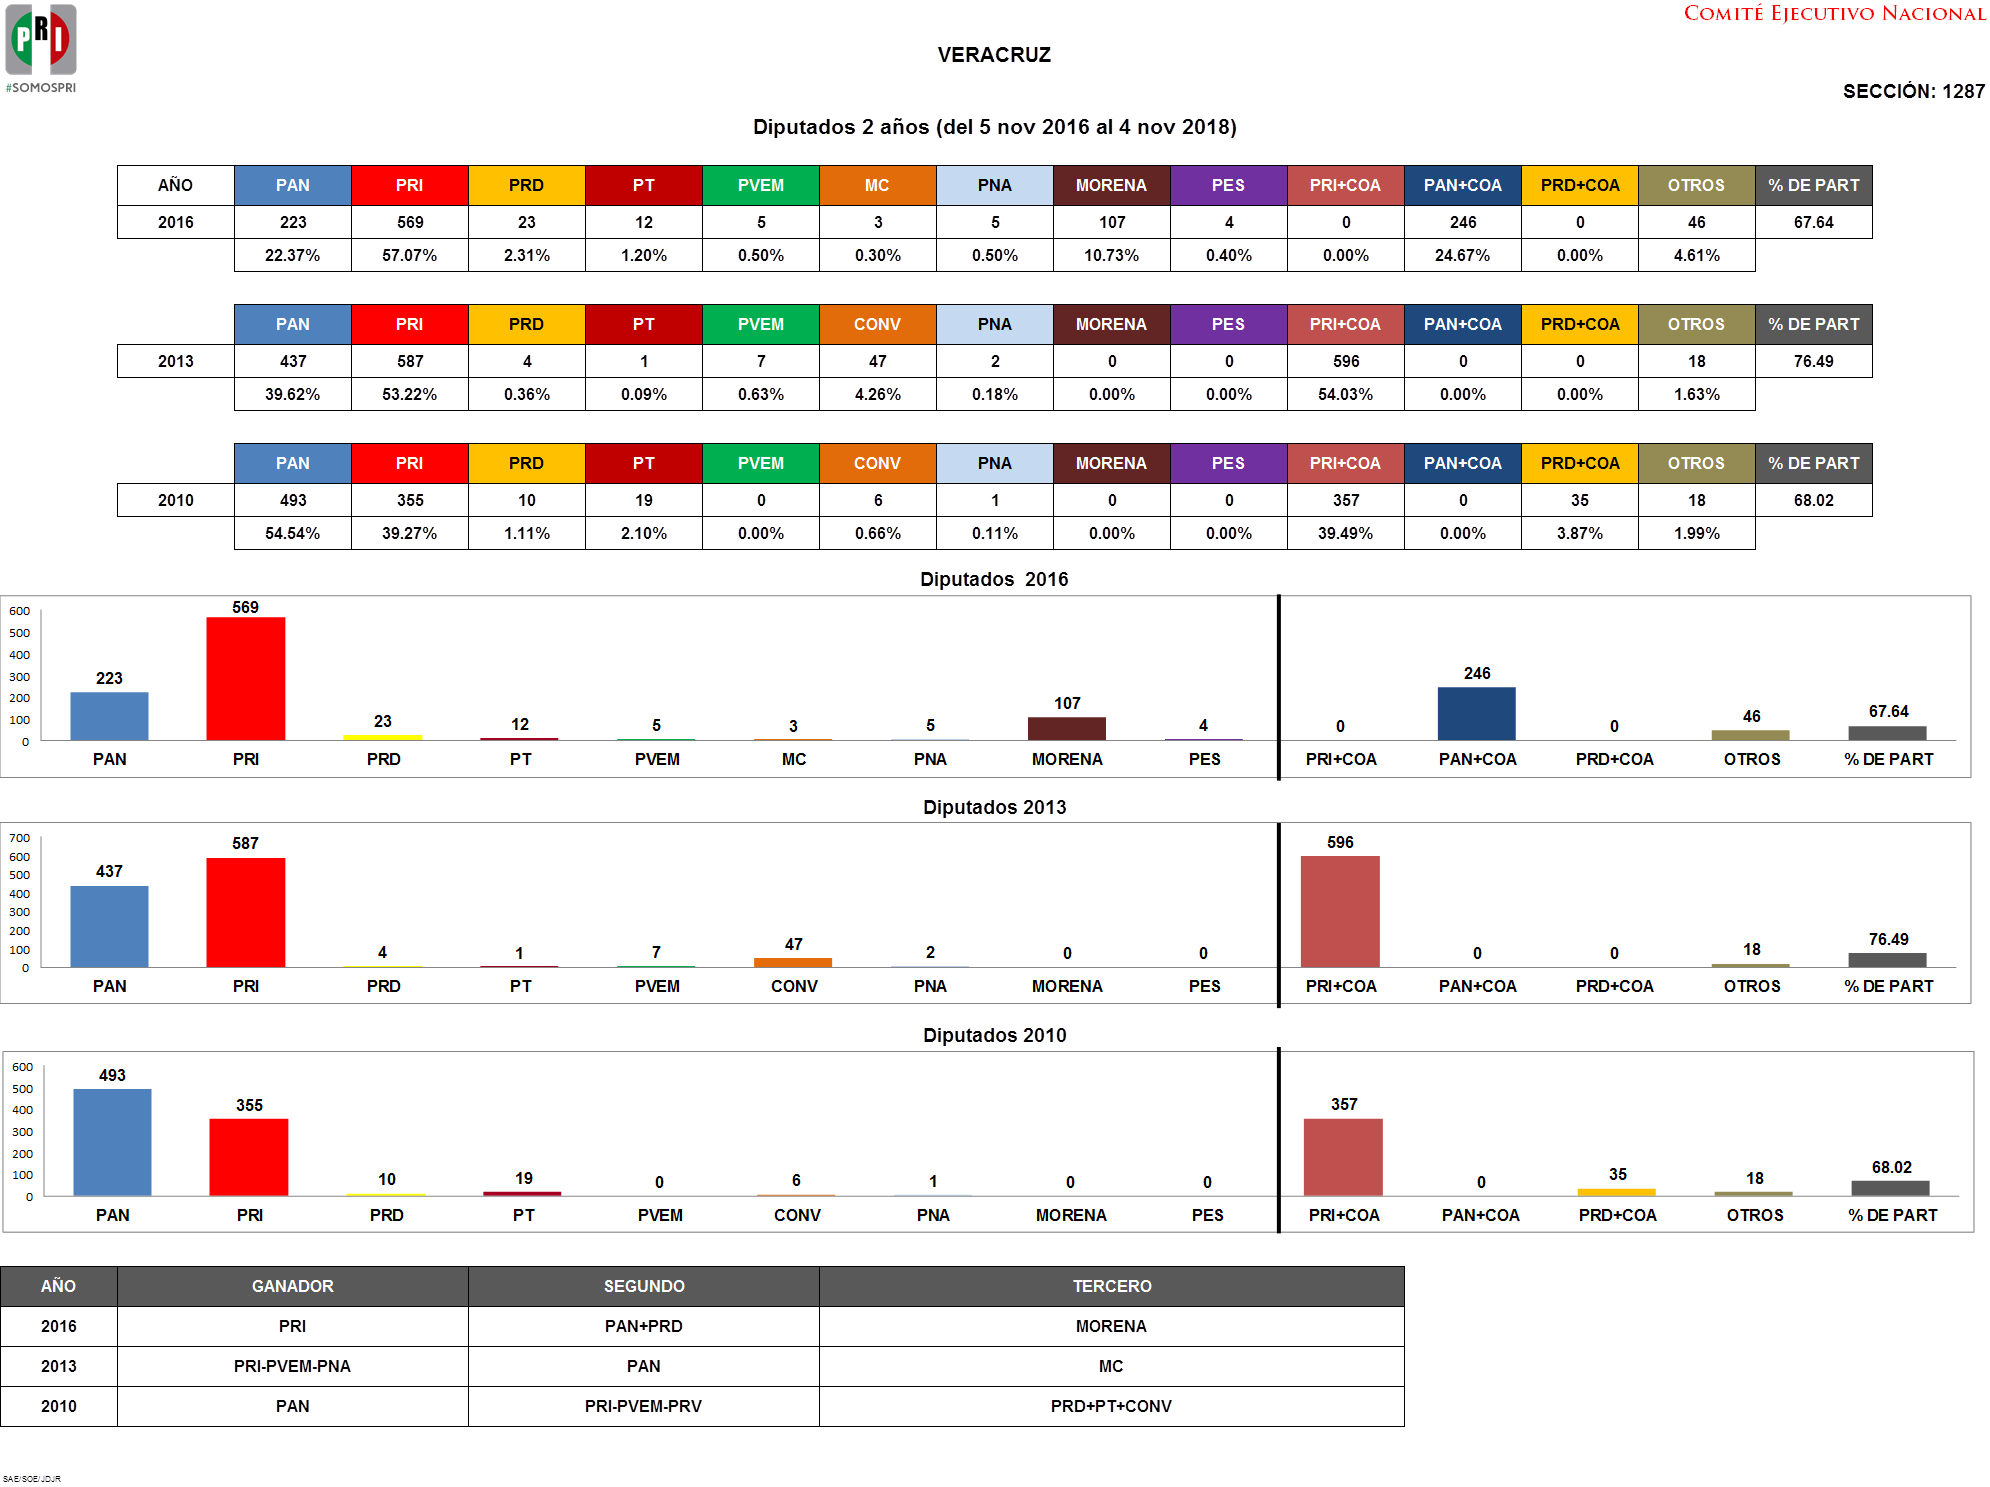 PRI
#SOMOSPRI
COMITÉ EJECUTIVO NACIONAL
VERACRUZ
SECCIÓN: 1287
Diputados 2 años (del 5 nov 2016 al 4 nov 2018)
AÑO PAN PRI PRD PT PVEM MC PNA MORENA PES PRI+COA PAN+COA PRD+COA OTROS % DE PART
2016 223 569 23 12 5 3 5 107 4 0 246 0 46 67.64
22.37% 57.07% 2.31% 1.20% 0.50% 0.30% 0.50% 10.73% 0.40% 0.00% 24.67% 0.00% 4.61%
PAN PRI PRD PT PVEM CONV PNA MORENA PES PRI+COA PAN+COA PRD+COA OTROS % DE PART
2013 437 587 4 1 7 47 2 0 0 596 0 0 18 76.49
39.62% 53.22% 0.36% 0.09% 0.63% 4.26% 0.18% 0.00% 0.00% 54.03% 0.00% 0.00% 1.63%
PAN PRI PRD PT PVEM CONV PNA MORENA PES PRI+COA PAN+COA PRD+COA OTROS % DE PART
2010 493 355 10 19 0 6 1 0 0 357 0 35 18 68.02
54.54% 39.27% 1.11% 2.10% 0.00% 0.66% 0.11% 0.00% 0.00% 39.49% 0.00% 3.87% 1.99%
Diputados 2016
600
500
400
300
200
100
0
223 569 23 12 5 3 5 107 4 0 246 0 46 67.64
PAN PRI PRD PT PVEM MC PNA MORENA PES PRI+COA PAN+COA PRD+COA OTROS % DE PART
Diputados 2013
700
600
500
400
300
200
100
0
437 587 4 1 7 47 2 0 0 596 0 0 18 76.49
PAN PRI PRD PT PVEM CONV PNA MORENA PES PRI+COA PAN+COA PRD+COA OTROS % DE PART
Diputados 2010
600
500
400
300
200
100
0
493 355 10 19 0 6 1 0 0 357 0 35 18 68.02
PAN PRI PRD PT PVEM CONV PNA MORENA PES PRI+COA PAN+COA PRD+COA OTROS % DE PART
AÑO GANADOR SEGUNDO TERCERO
2016 PRI PAN+PRD MORENA
2013 PRI-PVEM-PNA PAN MC
2010 PAN PRI-PVEM-PRV PRD+PT+CONV
SAE/SOE/JDJR